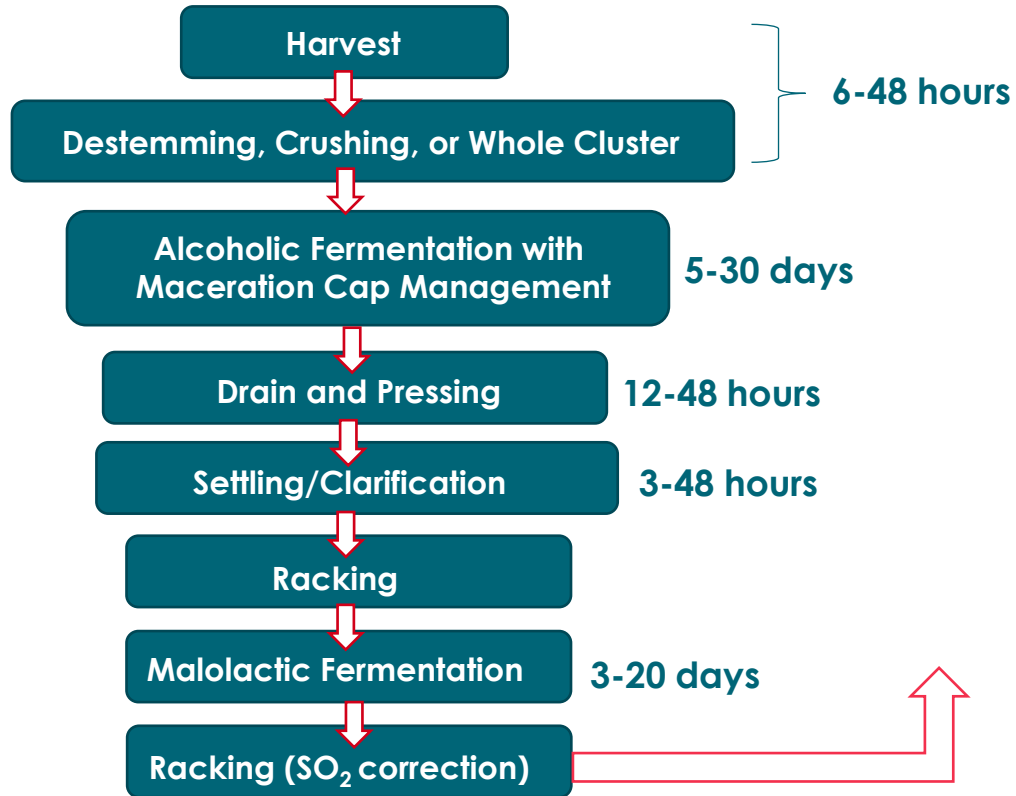 Harvest
6-48 hours
Destemming, Crushing, or Whole Cluster
Alcoholic Fermentation with
Maceration Cap Management
5-30 days
Drain and Pressing
12-48 hours
Settling/Clarification
3-48 hours
Racking
Malolactic Fermentation
3-20 days
Racking (SO₂ correction)